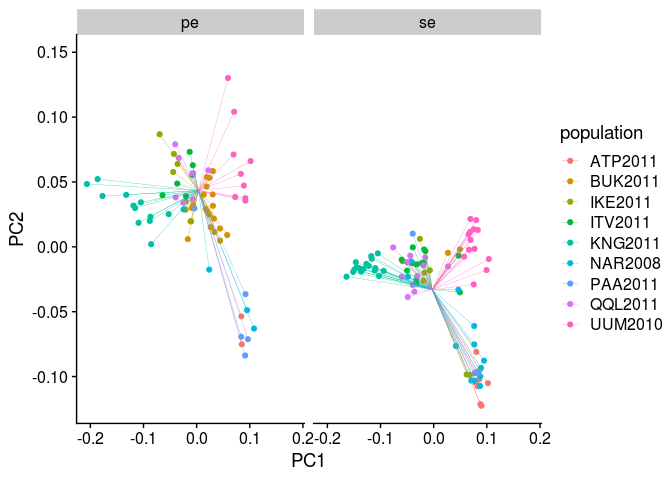 pe se
0.15
0.10
0.05
0.00
-0.05
-0.10
PC2
-0.2 -0.1 0.0 0.1 0.2 -0.2 -0.1 0.0 0.1 0.2
PC1
population
ATP2011
BUK2011
IKE2011
ITV2011
KNG2011
NAR2008
PAA2011
QQL2011
UUM2010